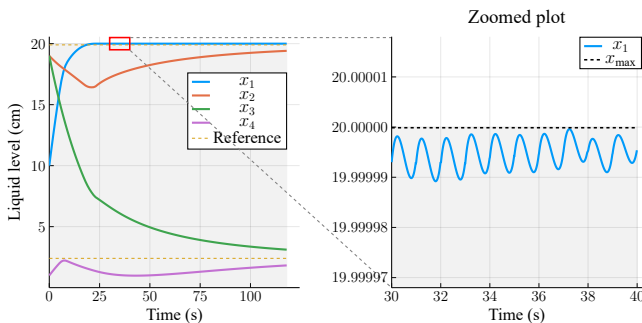 Zoomed plot
20
15
10
5
0
25
50
75
100
Liquid level (cm)
Time (s)
x1
x2
x3
x4
Reference
20.00001
20.00000
19.99999
19.99998
19.99997
30
32
34
36
38
40
Time (s)
x1
xmax